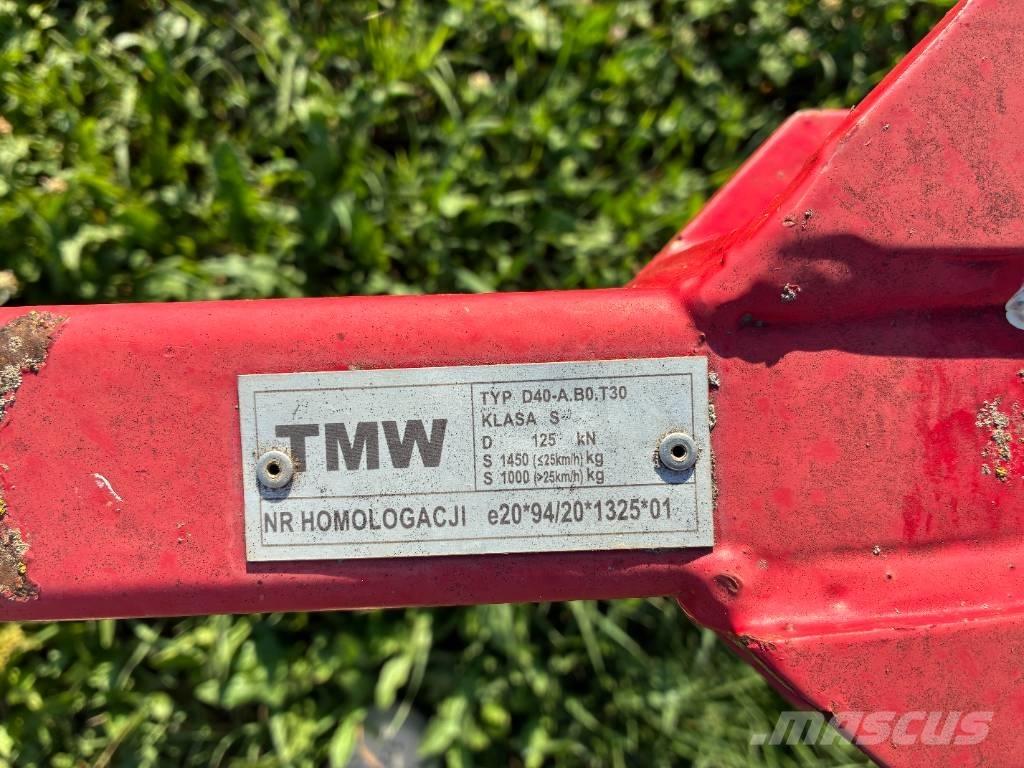 TMW
TYP D40-A.B0.T30
KLASA S
D 125 kN
S 1450 (≤25km/h) kg
S 1000 (>25km/h) kg
NR HOMOLOGACJI e20*94/20*1325*01
MASCUS